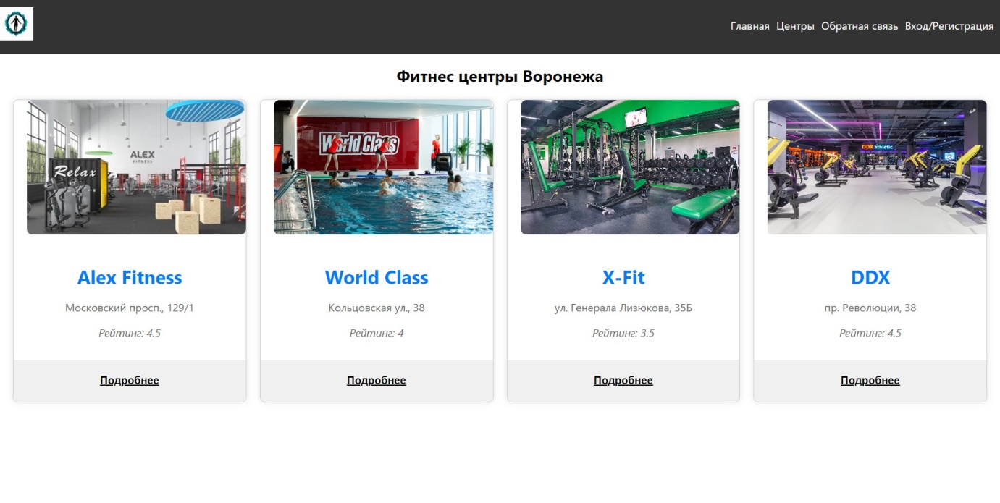 Главная Центры Обратная связь Вход/Регистрация
Фитнес центры Воронежа
Relax
ALEX
FITNESS
World Class
DDX athletic
Alex Fitness
World Class
X-Fit
DDX
Московский просп., 129/1
Кольцовская ул., 38
ул. Генерала Лизюкова, 35Б
пр. Революции, 38
Рейтинг: 4.5
Рейтинг: 4
Рейтинг: 3.5
Рейтинг: 4.5
Подробнее
Подробнее
Подробнее
Подробнее